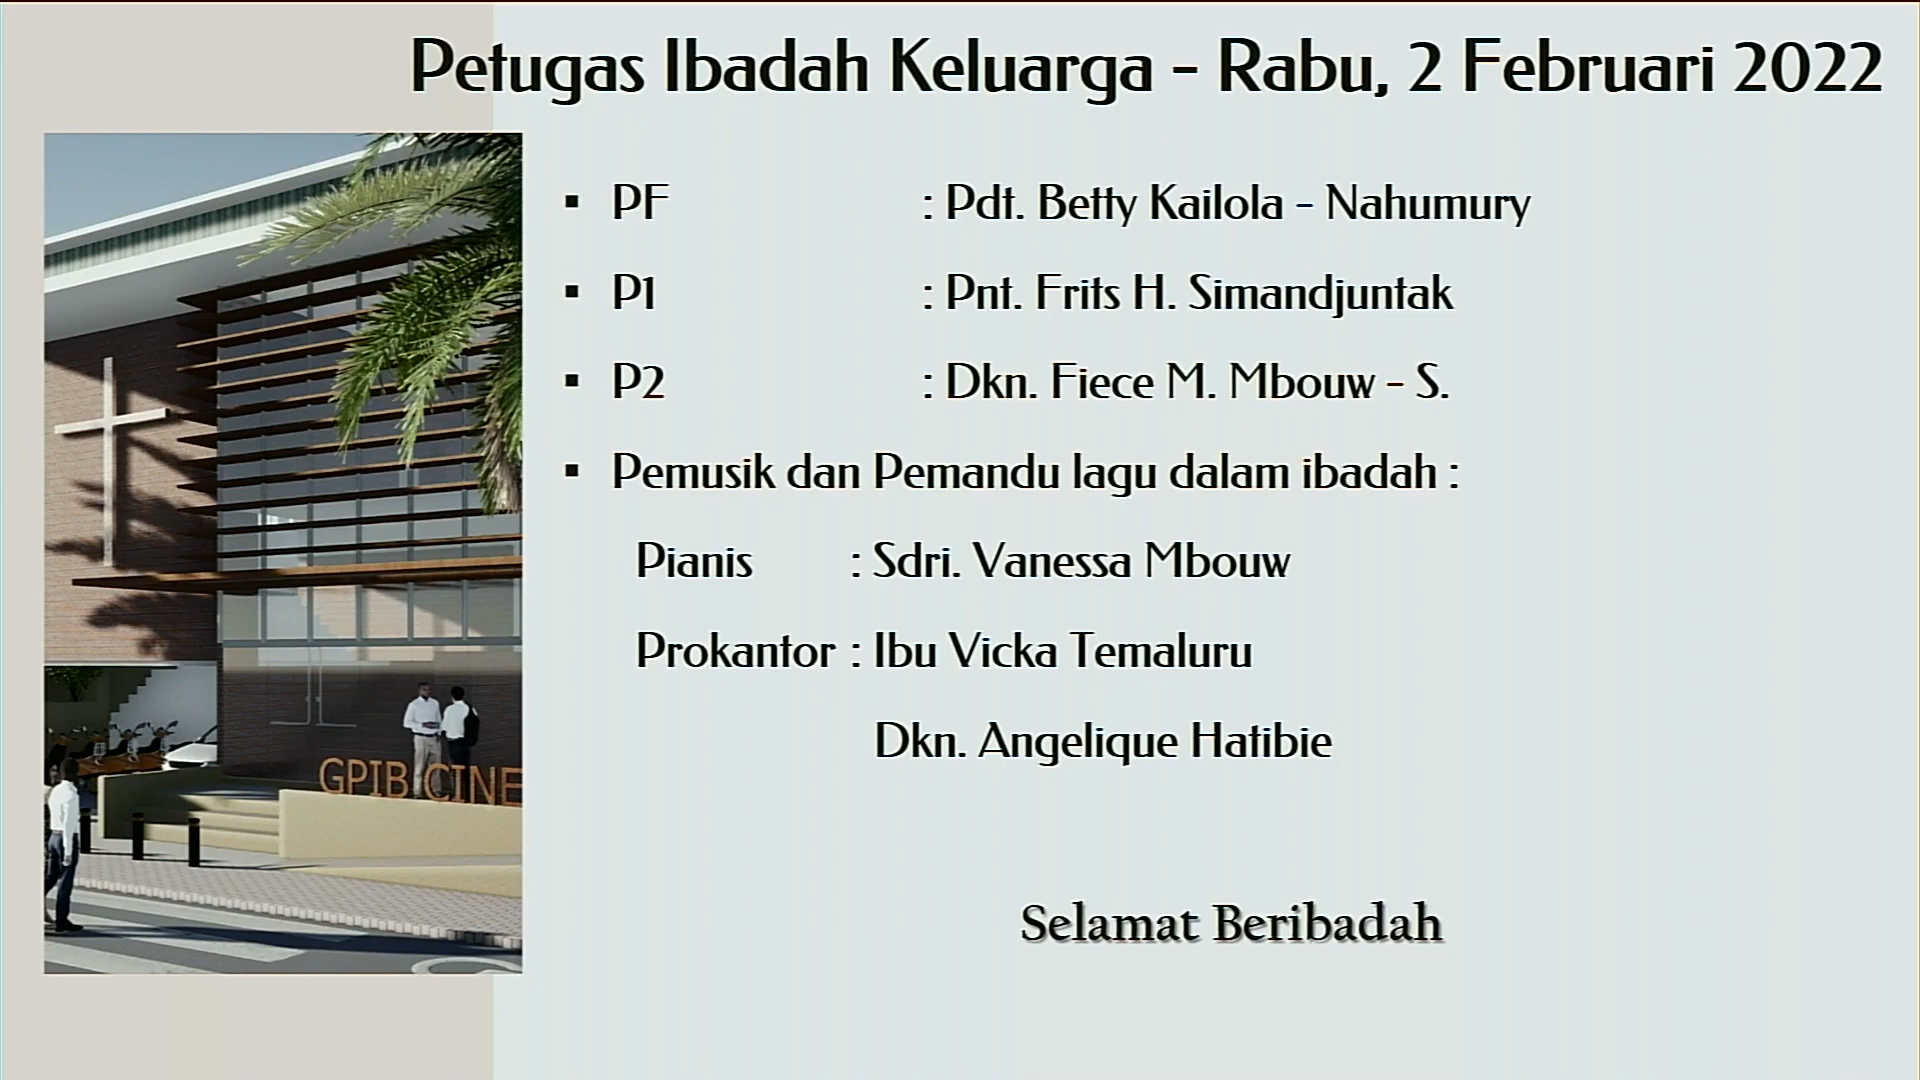 Petugas Ibadah Keluarga - Rabu, 2 Februari 2022
▪ PF : Pdt. Betty Kailola - Nahumury
▪ P1 : Pnt. Frits H. Simandjuntak
▪ P2 : Dkn. Fiece M. Mbouw - S.
▪ Pemusik dan Pemandu lagu dalam ibadah :
Pianis : Sdri. Vanessa Mbouw
Prokantor : Ibu Vicka Temaluru
Dkn. Angelique Hatibie
Selamat Beribadah
GPIB CINE